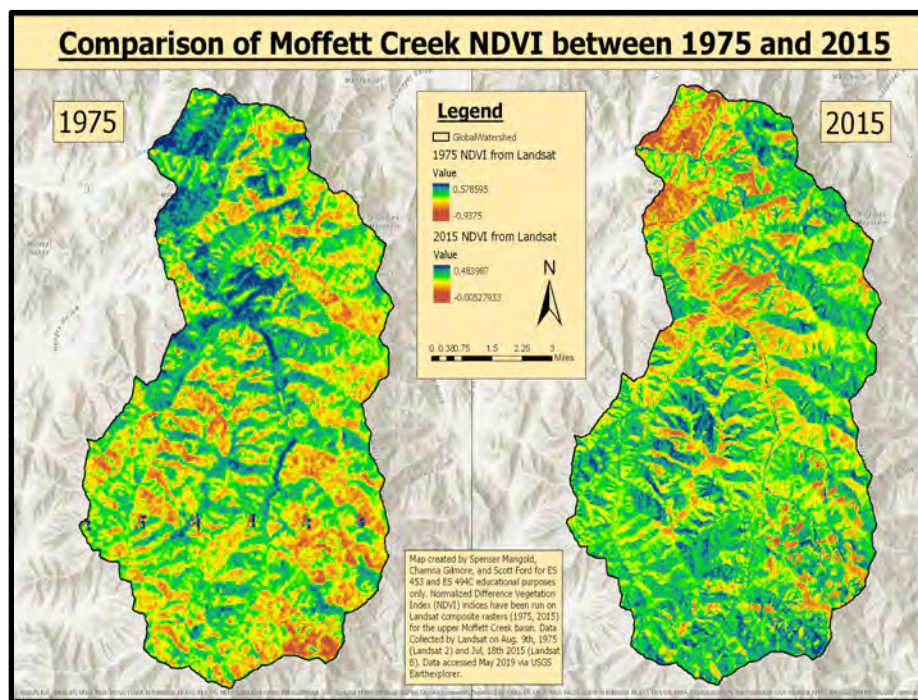 Comparison of Moffett Creek NDVI between 1975 and 2015
1975
Legend
GlobalWatershed
1975 NDVI from Landsat
Value
0.578595
-0.9375
2015 NDVI from Landsat
Value
0.483987
-0.00527933
N
0 0.38 0.75 1.5 2.25 3
Miles
2015
Map created by Spenser Mangold,
Channa Gilmore, and Scott Ford for ES
453 and ES 494C educational purposes
only. Normalized Difference Vegetation
Index (NDVI) indices have been run on
Landsat composite rasters (1975, 2015)
for the upper Moffett Creek basin. Data
Collected by Landsat on Aug. 9th, 1975
(Landsat 2) and Jul, 18th 2015 (Landsat
8). Data accessed May 2019 via USGS
Earthexplorer.